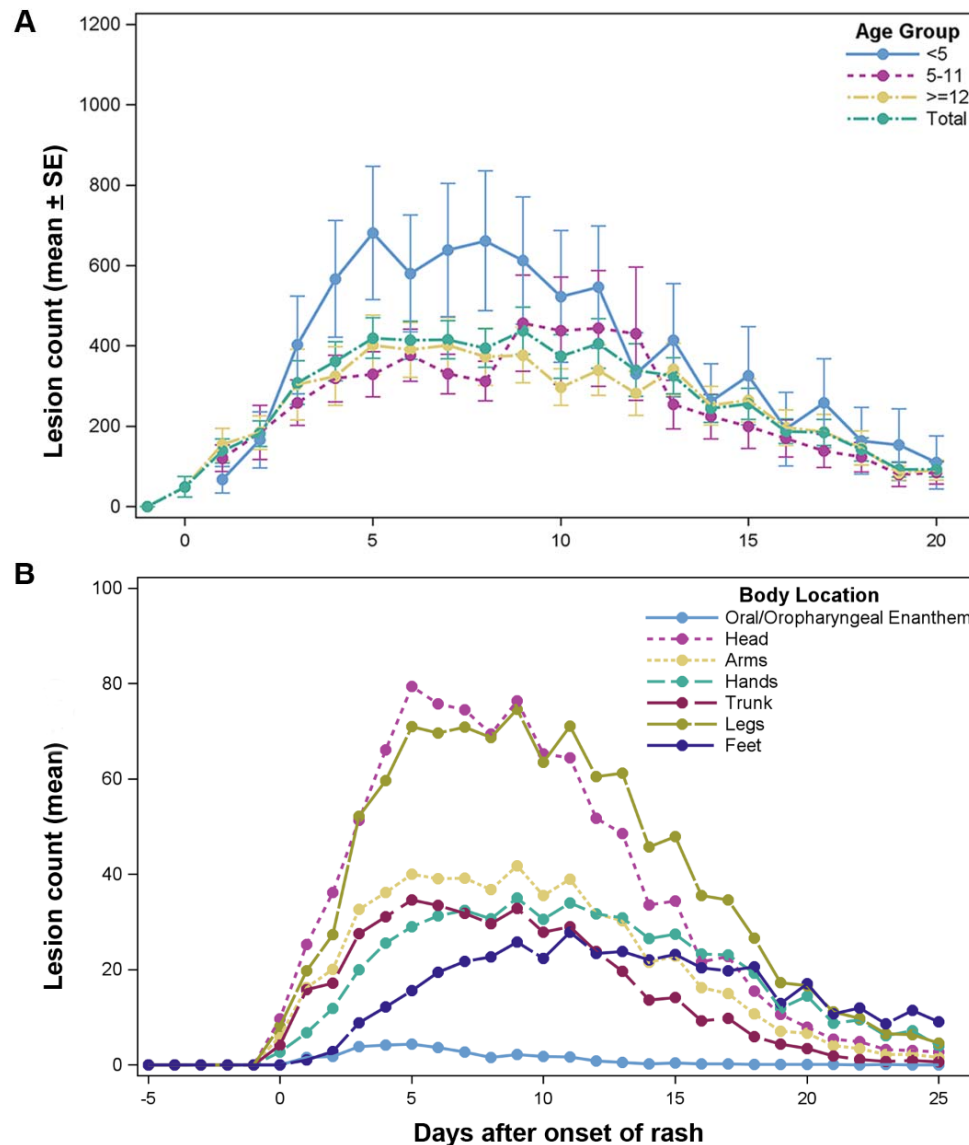 A
1200
1000
800
600
400
200
0
Lesion count (mean ± SE)
Age Group
<5
5-11
>=12
Total
0 5 10 15 20
B
100
80
60
40
20
0
Lesion count (mean)
Body Location
Oral/Oropharyngeal Enanthem
Head
Arms
Hands
Trunk
Legs
Feet
-5 0 5 10 15 20 25
Days after onset of rash